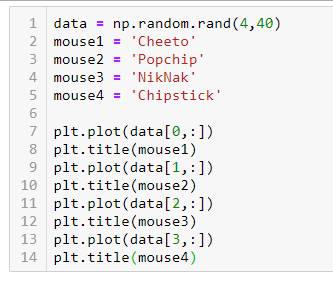 1 data = np.random.rand(4,40)
2 mouse1 = 'Cheeto'
3 mouse2 = 'Popchip'
4 mouse3 = 'NikNak'
5 mouse4 = 'Chipstick'
6
7 plt.plot(data[0,:])
8 plt.title(mouse1)
9 plt.plot(data[1,:])
10 plt.title(mouse2)
11 plt.plot(data[2,:])
12 plt.title(mouse3)
13 plt.plot(data[3,:])
14 plt.title(mouse4)